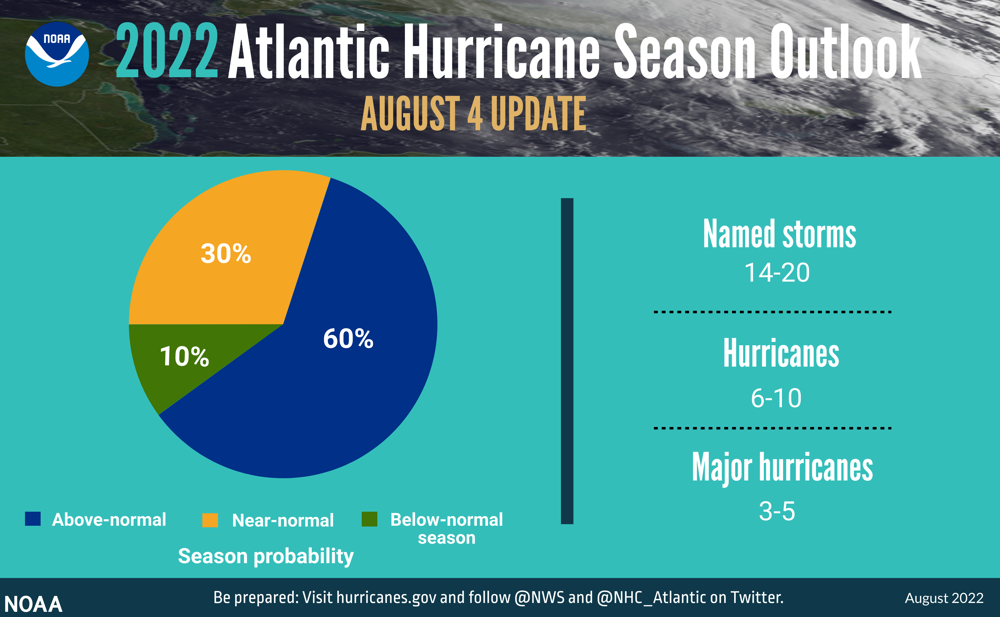 NOAA
2022 Atlantic Hurricane Season Outlook
AUGUST 4 UPDATE
30%
60%
10%
Above-normal
Near-normal
Below-normal
season
Season probability
Named storms
14-20
Hurricanes
6-10
Major hurricanes
3-5
NOAA
Be prepared: Visit hurricanes.gov and follow @NWS and @NHC_Atlantic on Twitter.
August 2022